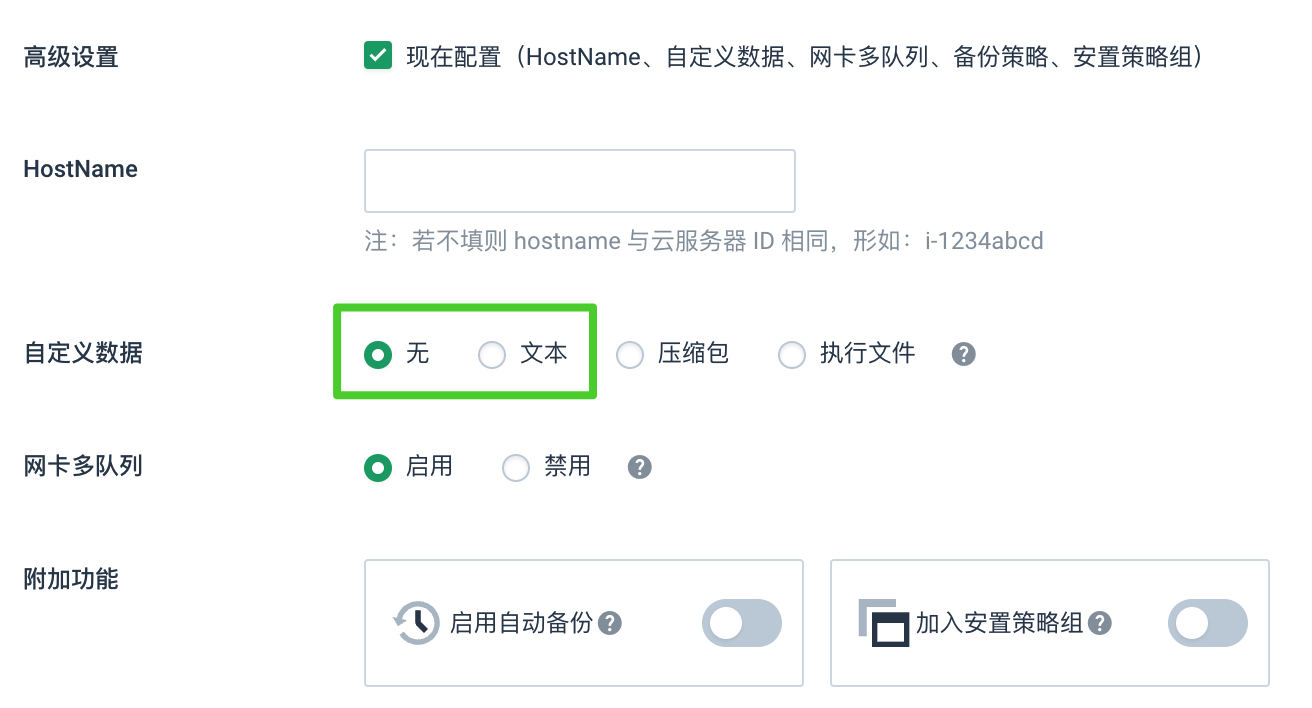 高级设置
现在配置（HostName、自定义数据、网卡多队列、备份策略、安置策略组）
HostName
注：若不填则 hostname 与云服务器 ID 相同，形如：i-1234abcd
自定义数据 无 文本 压缩包 执行文件 ?
网卡多队列 启用 禁用 ?
附加功能
启用自动备份 ? 加入安置策略组 ?